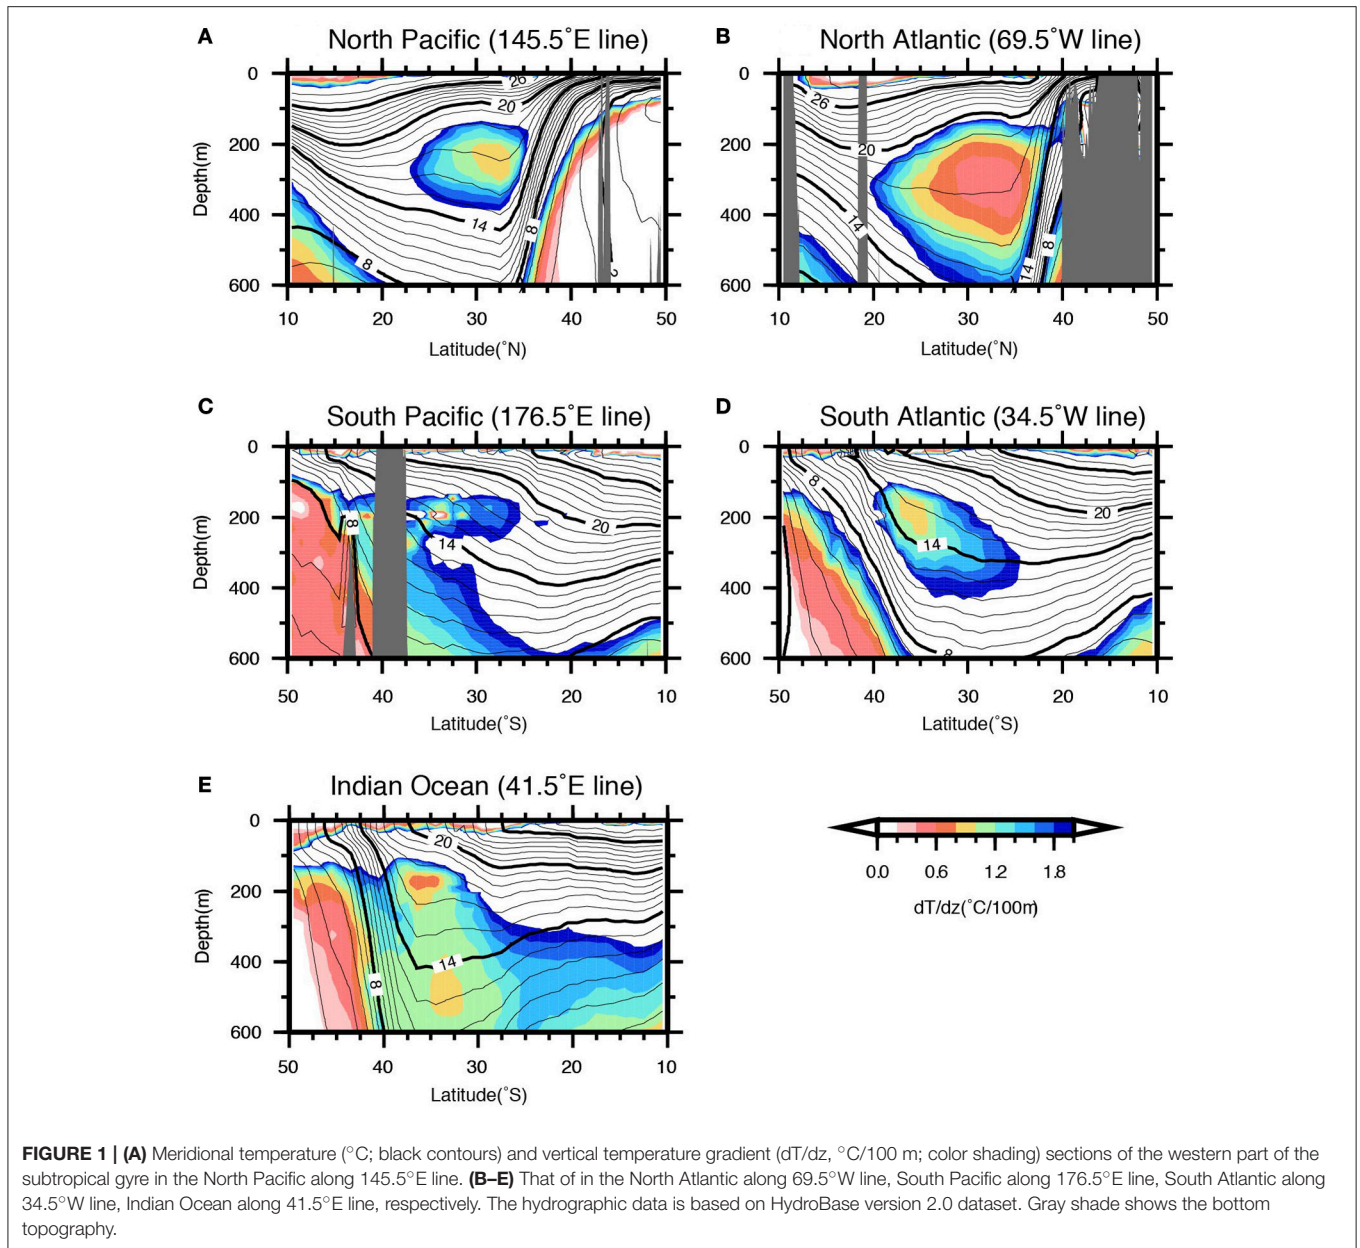 A North Pacific (145.5°E line)
0
200
400
600
Depth(m)
26
20
14
8
8
2
10 20 30 40 50
Latitude(°N)
B North Atlantic (69.5°W line)
0
200
400
600
26
20
14
14
8
10 20 30 40 50
Latitude(°N)
C South Pacific (176.5°E line)
0
200
400
600
Depth(m)
8
14
20
50 40 30 20 10
Latitude(°S)
D South Atlantic (34.5°W line)
0
200
400
600
8
14
20
8
50 40 30 20 10
Latitude(°S)
E Indian Ocean (41.5°E line)
0
200
400
600
Depth(m)
20
14
8
50 40 30 20 10
Latitude(°S)
0.0 0.6 1.2 1.8
dT/dz(°C/100m)
FIGURE 1 | (A) Meridional temperature (°C; black contours) and vertical temperature gradient (dT/dz, °C/100 m; color shading) sections of the western part of the
subtropical gyre in the North Pacific along 145.5°E line. (B–E) That of in the North Atlantic along 69.5°W line, South Pacific along 176.5°E line, South Atlantic along
34.5°W line, Indian Ocean along 41.5°E line, respectively. The hydrographic data is based on HydroBase version 2.0 dataset. Gray shade shows the bottom
topography.